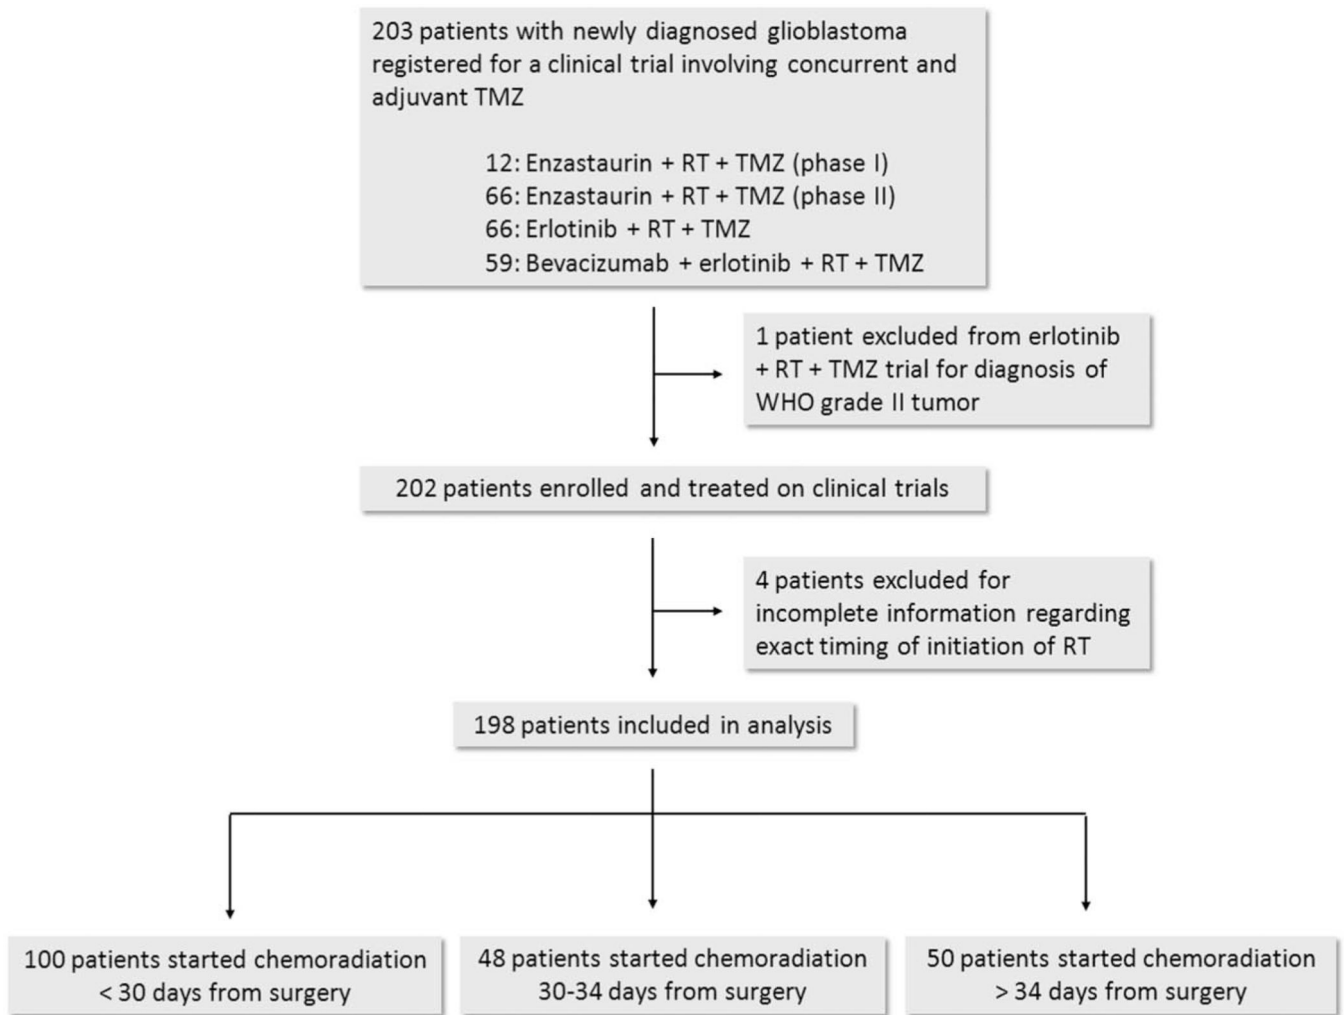 203 patients with newly diagnosed glioblastoma
registered for a clinical trial involving concurrent and
adjuvant TMZ
12: Enzastaurin + RT + TMZ (phase I)
66: Enzastaurin + RT + TMZ (phase II)
66: Erlotinib + RT + TMZ
59: Bevacizumab + erlotinib + RT + TMZ
1 patient excluded from erlotinib
+ RT + TMZ trial for diagnosis of
WHO grade II tumor
202 patients enrolled and treated on clinical trials
4 patients excluded for
incomplete information regarding
exact timing of initiation of RT
198 patients included in analysis
100 patients started chemoradiation
< 30 days from surgery
48 patients started chemoradiation
30-34 days from surgery
50 patients started chemoradiation
> 34 days from surgery